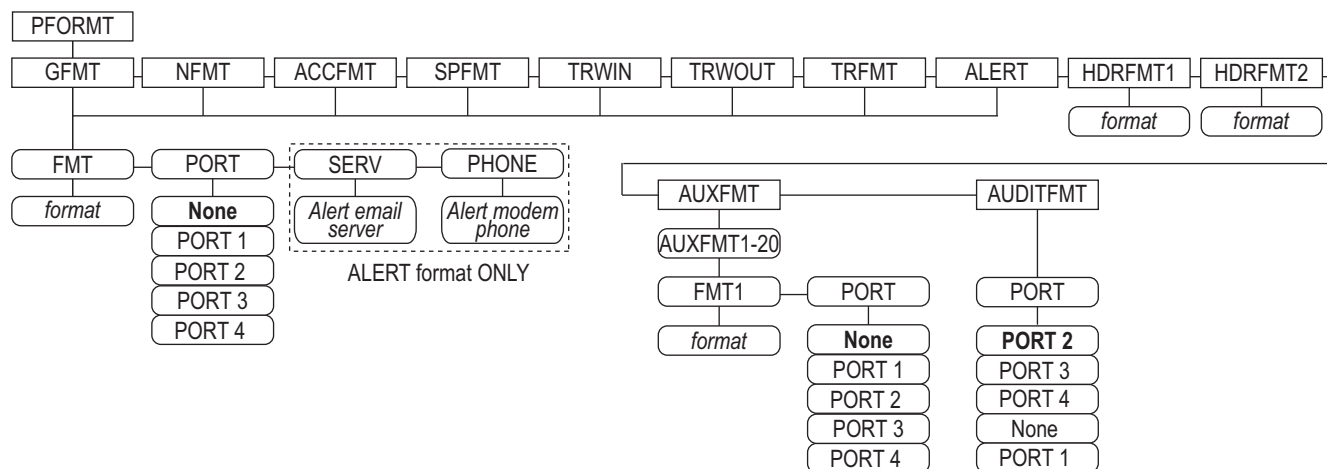 PFORMT
GFMT
NFMT
ACCFMT
SPFMT
TRWIN
TRWOUT
TRFMT
ALERT
HDRFMT1
HDRFMT2
format
format
FMT
PORT
SERV
PHONE
format
None
PORT 1
PORT 2
PORT 3
PORT 4
Alert email
server
Alert modem
phone
ALERT format ONLY
AUXFMT
AUDITFMT
AUXFMT1-20
FMT1
PORT
PORT
format
None
PORT 1
PORT 2
PORT 3
PORT 4
PORT 2
PORT 3
PORT 4
None
PORT 1